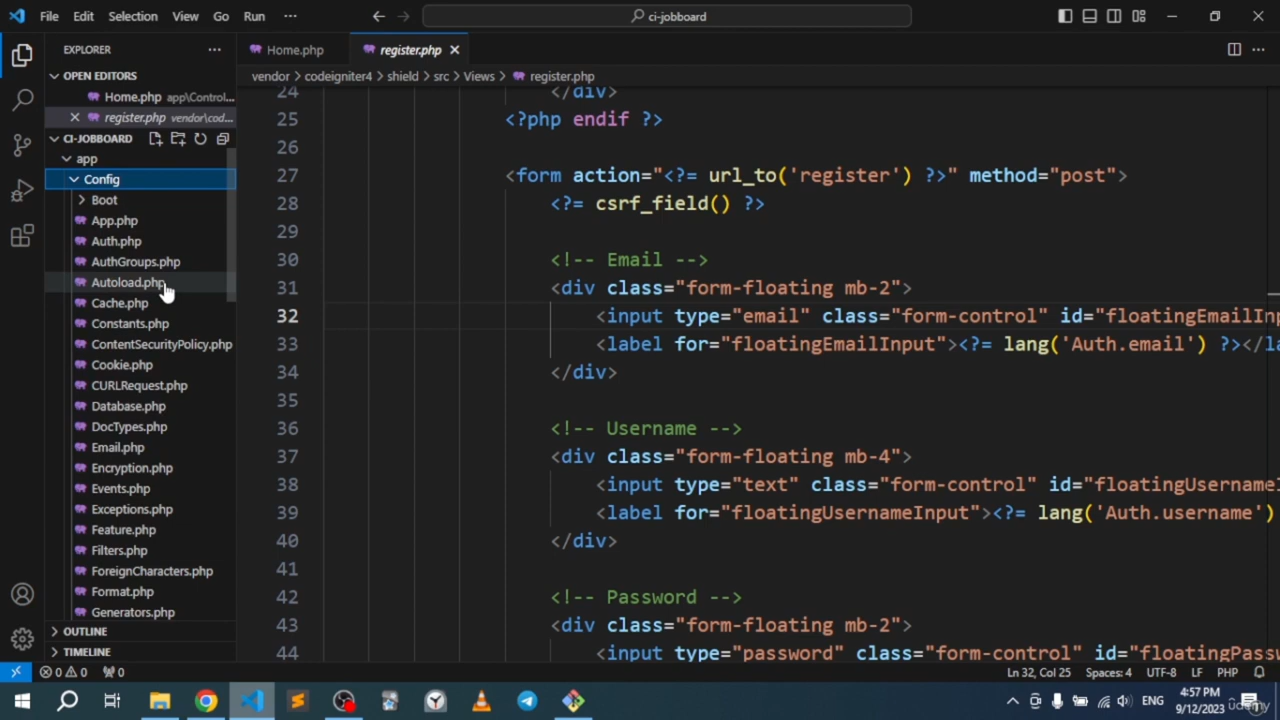 File Edit Selection View Go Run ··· ci-jobboard
EXPLORER ···
OPEN EDITORS
Home.php app\Control...
register.php vendor\cod...
CI-JOBBOARD
app
Config
Boot
App.php
Auth.php
AuthGroups.php
Autoload.php
Cache.php
Constants.php
ContentSecurityPolicy.php
Cookie.php
CURLRequest.php
Database.php
DocTypes.php
Email.php
Encryption.php
Events.php
Exceptions.php
Feature.php
Filters.php
ForeignCharacters.php
Format.php
Generators.php
OUTLINE
TIMELINE
Home.php register.php
vendor > codeigniter4 > shield > src > Views > register.php
24 </div>
25 <?php endif ?>
26
27 <form action="<?= url_to('register') ?>" method="post">
28 <?= csrf_field() ?>
29
30 <!-- Email -->
31 <div class="form-floating mb-2">
32 <input type="email" class="form-control" id="floatingEmailInp
33 <label for="floatingEmailInput"><?= lang('Auth.email') ?></la
34 </div>
35
36 <!-- Username -->
37 <div class="form-floating mb-4">
38 <input type="text" class="form-control" id="floatingUsernameI
39 <label for="floatingUsernameInput"><?= lang('Auth.username')
40 </div>
41
42 <!-- Password -->
43 <div class="form-floating mb-2">
44 <input type="password" class="form-control" id="floatingPassw
0 0 0 Ln 32, Col 25 Spaces: 4 UTF-8 LF PHP
ENG 4:57 PM
9/12/2023
udemy